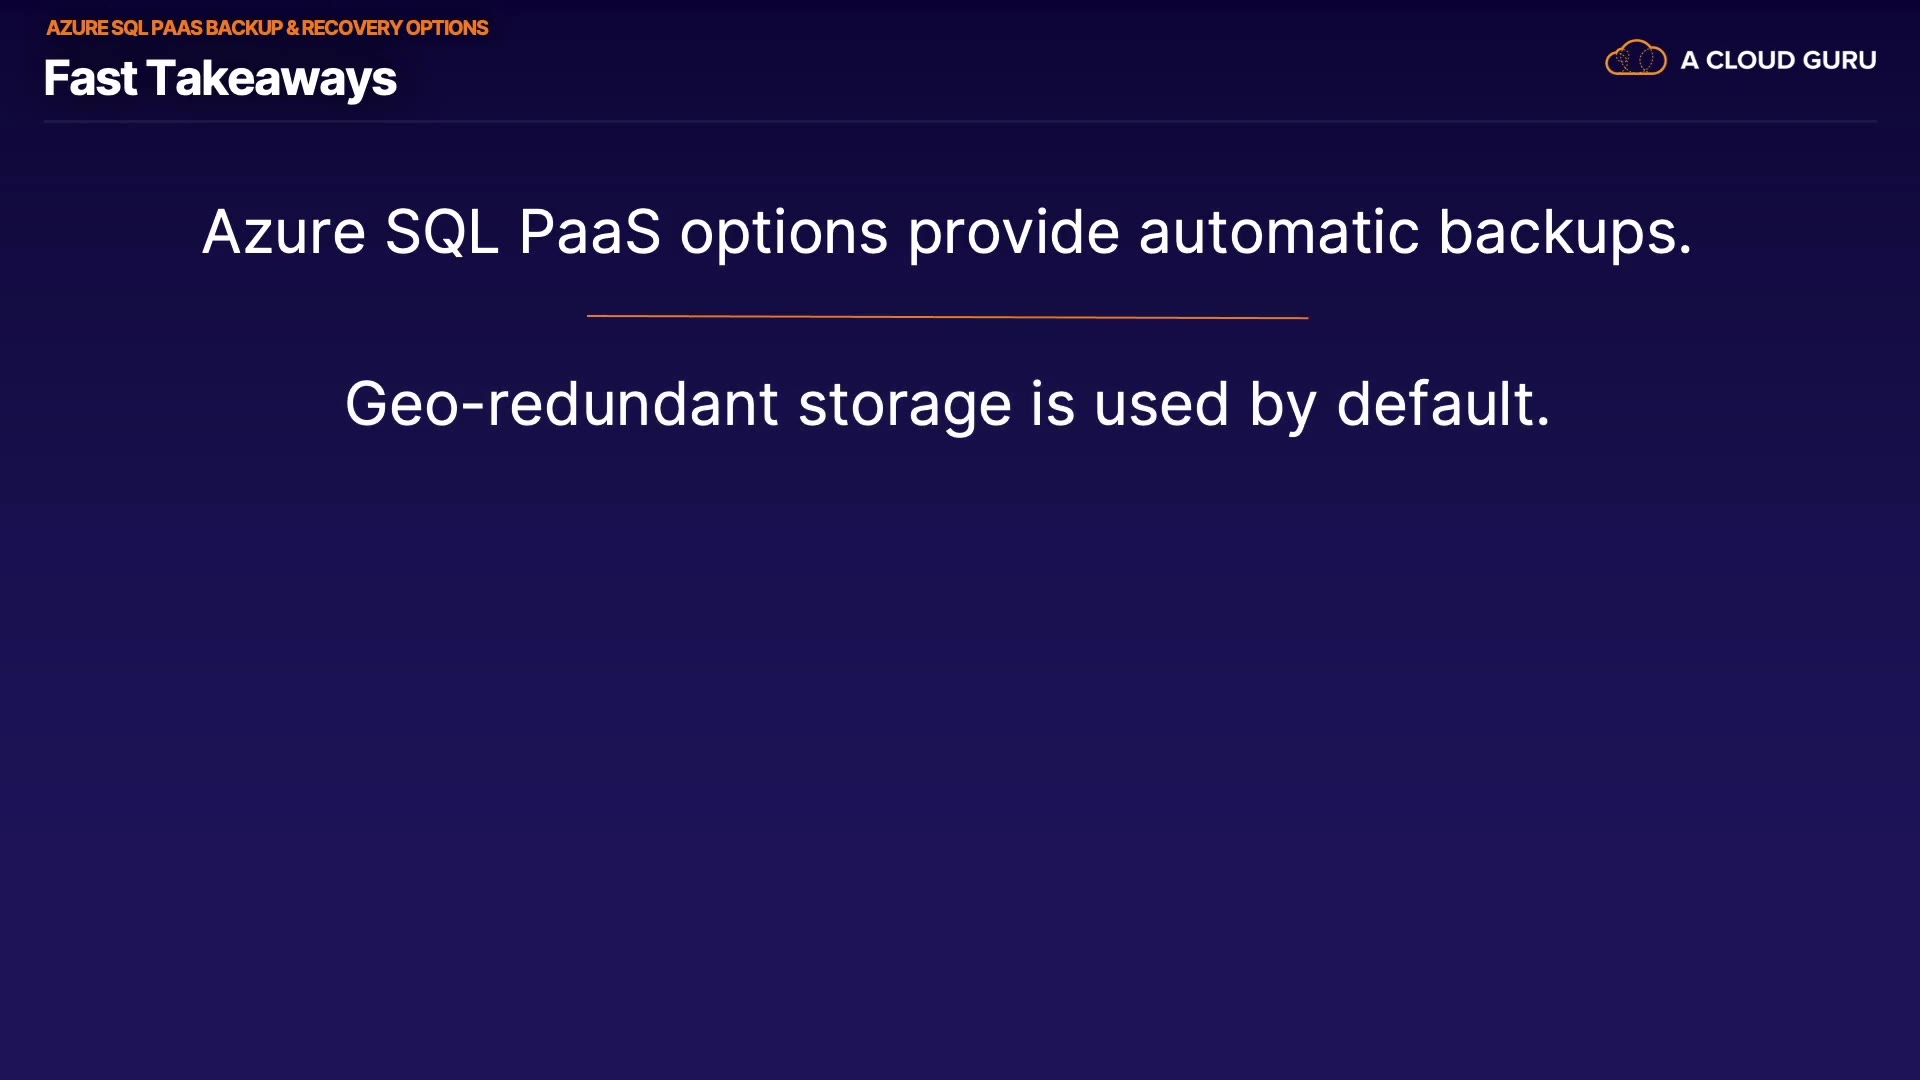 AZURE SQL PAAS BACKUP & RECOVERY OPTIONS
Fast Takeaways
A CLOUD GURU
Azure SQL PaaS options provide automatic backups.
Geo-redundant storage is used by default.